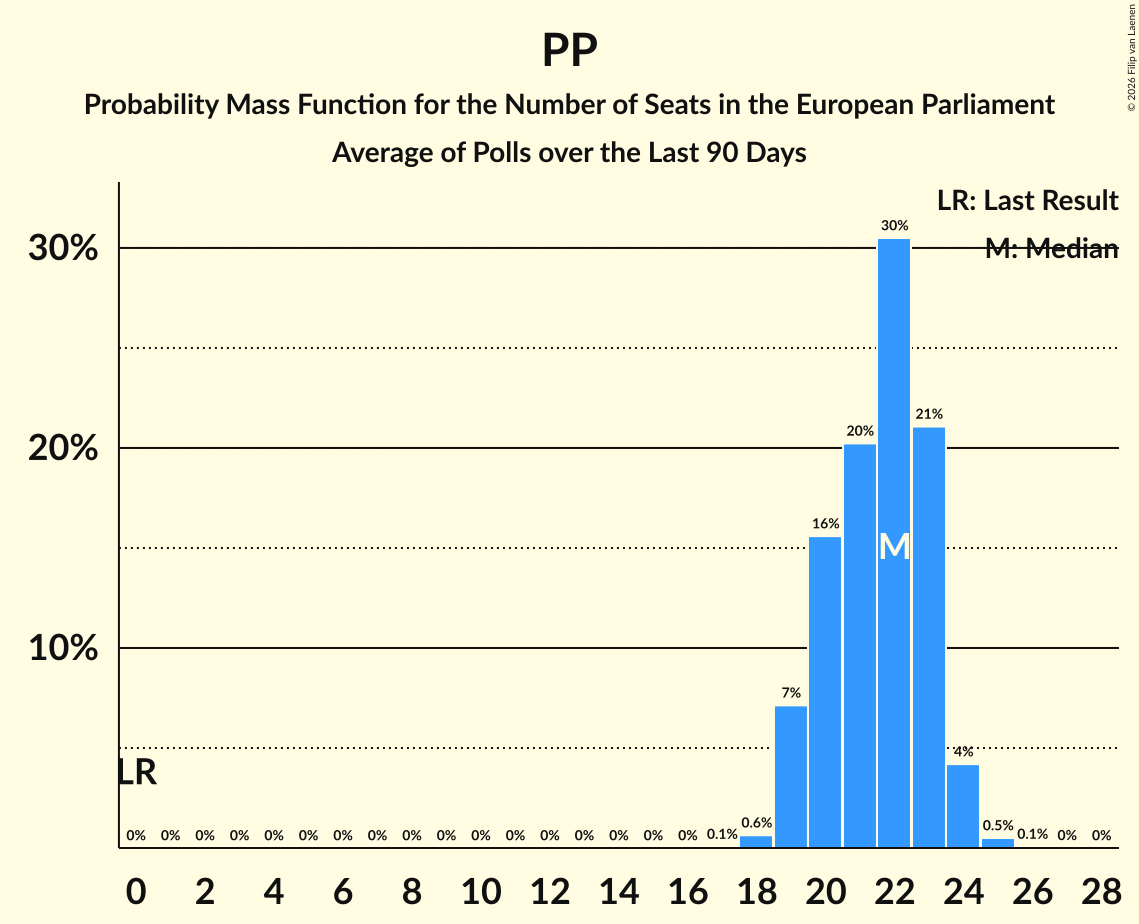 PP
Probability Mass Function for the Number of Seats in the European Parliament
Average of Polls over the Last 90 Days
© 2026 Filip van Laenen
LR: Last Result
M: Median
30%
20%
10%
30%
21%
20%
16%
M
7%
4%
LR
0% 0% 0% 0% 0% 0% 0% 0% 0% 0% 0% 0% 0% 0% 0% 0% 0% 0.1% 0.6% 0.5% 0.1% 0% 0%
0 2 4 6 8 10 12 14 16 18 20 22 24 26 28